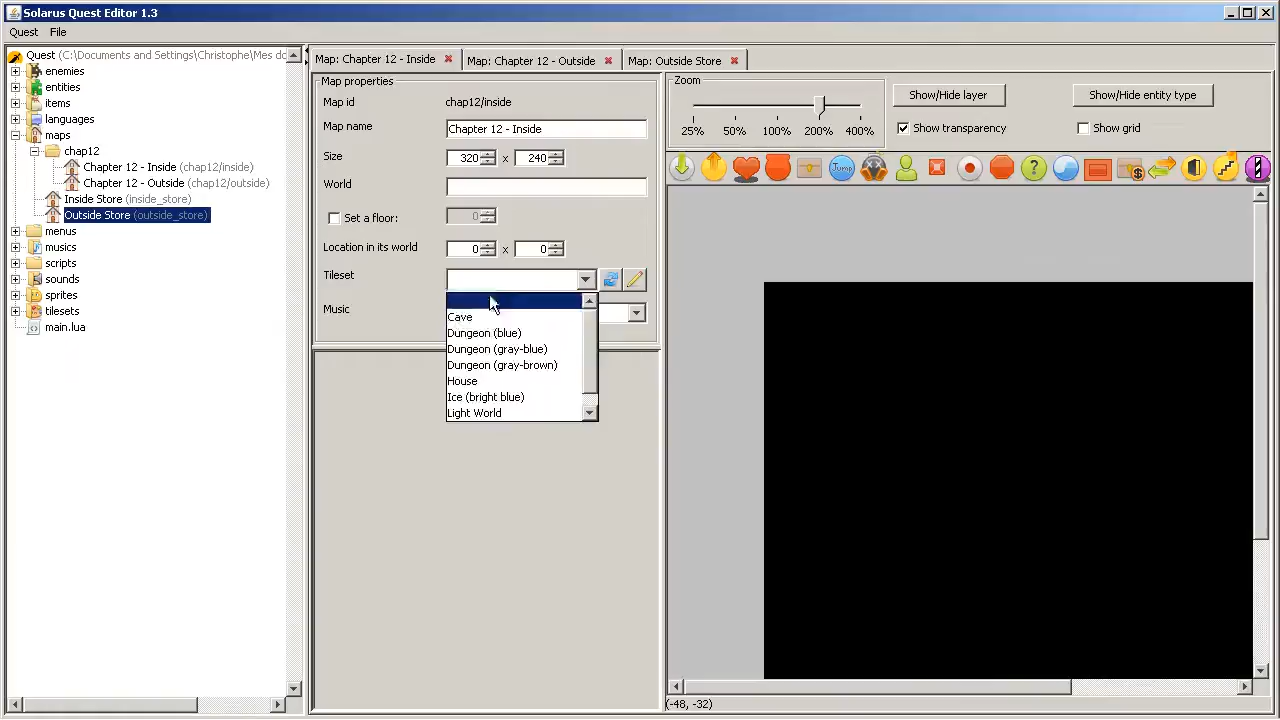 Solarus Quest Editor 1.3
Quest File
Quest (C:\Documents and Settings\Christophe\Mes do
enemies
entities
items
languages
maps
chap12
Chapter 12 - Inside (chap12/inside)
Chapter 12 - Outside (chap12/outside)
Inside Store (inside_store)
Outside Store (outside_store)
menus
musics
scripts
sounds
sprites
tilesets
main.lua
Map: Chapter 12 - Inside
Map: Chapter 12 - Outside
Map: Outside Store
Map properties
Map id chap12/inside
Map name Chapter 12 - Inside
Size 320 x 240
World
Set a floor: 0
Location in its world 0 x 0
Tileset
Music
Cave
Dungeon (blue)
Dungeon (gray-blue)
Dungeon (gray-brown)
House
Ice (bright blue)
Light World
Zoom
25% 5% 100% 200% 400%
Show/Hide layer
Show/Hide entity type
Show transparency
Show grid
Jump
?
$
(-48, -32)